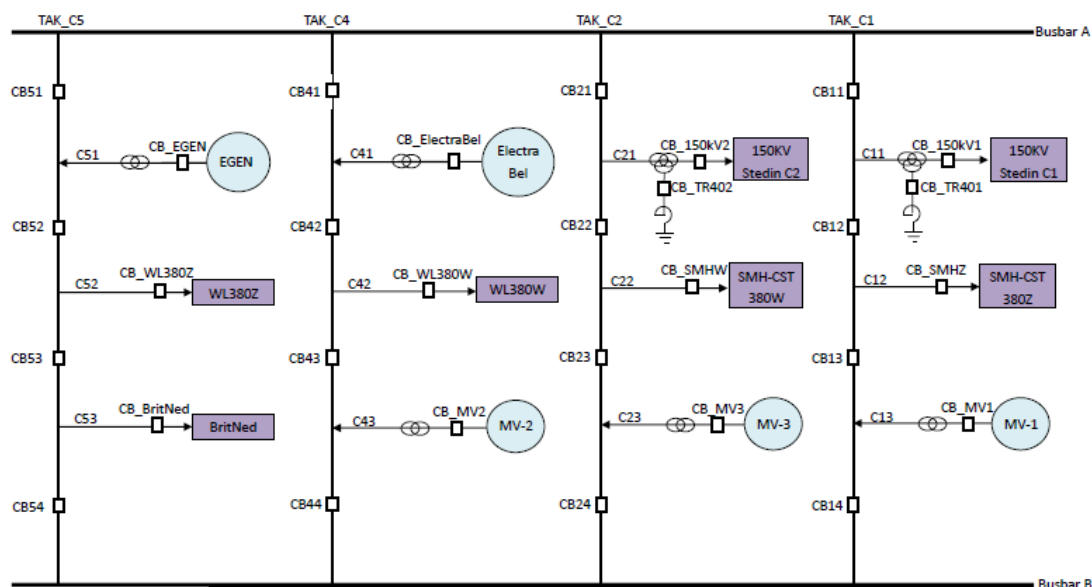 TAK_C5 TAK_C4 TAK_C2 TAK_C1
Busbar A
CB51 CB41 CB21 CB11
C51 CB_EGEN EGEN
C41 CB_ElectraBel Electra
Bel
C21 CB_150kV2 150KV
Stedin C2
CB_TR402
C11 CB_150kV1 150KV
Stedin C1
CB_TR401
CB52 CB42 CB22 CB12
C52 CB_WL380Z WL380Z
C42 CB_WL380W WL380W
C22 CB_SMHW SMH-CST
380W
C12 CB_SMHZ SMH-CST
380Z
CB53 CB43 CB23 CB13
C53 CB_BritNed BritNed
C43 CB_MV2 MV-2
C23 CB_MV3 MV-3
C13 CB_MV1 MV-1
CB54 CB44 CB24 CB14
Busbar B